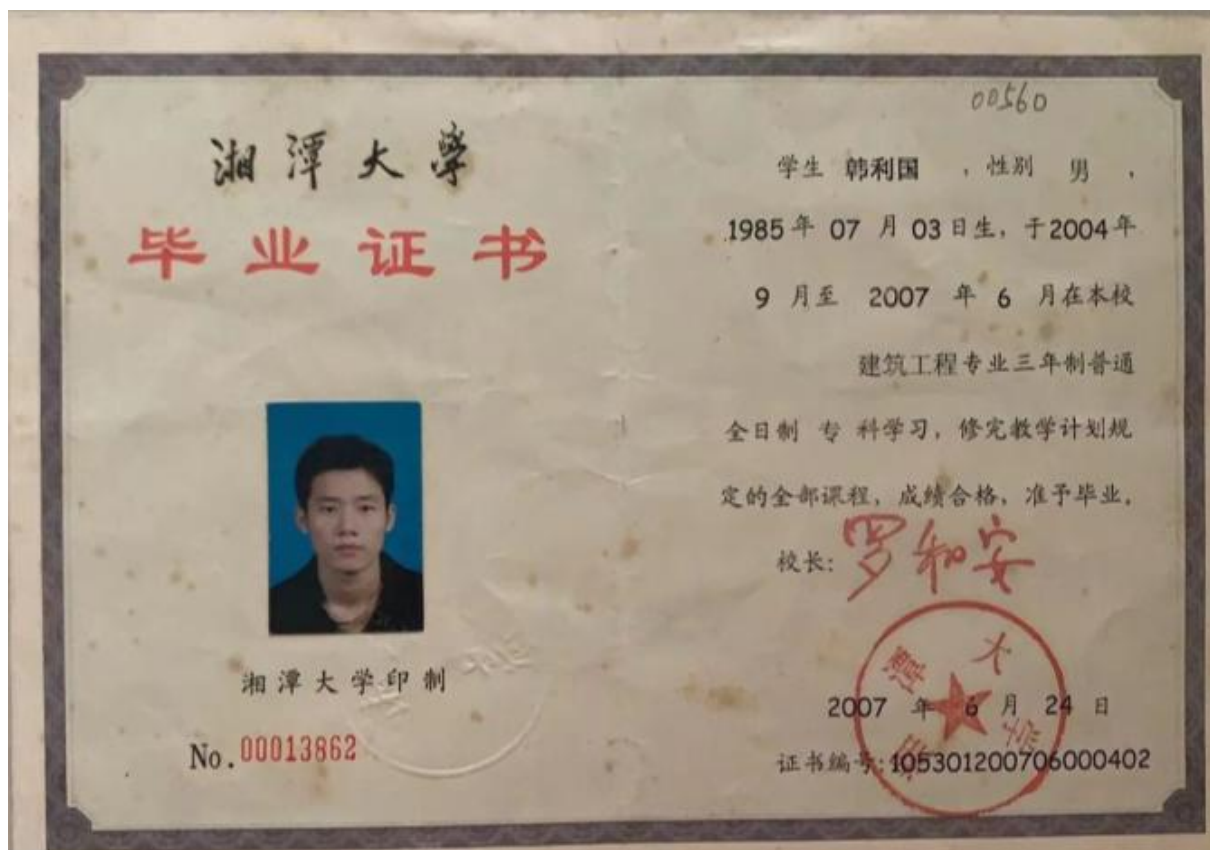 湘潭大学
毕业证书
湘潭大学印制
No.00013862
00560
学生 韩利国 ，性别 男 ，
1985年 07 月 03日生，于2004年
9 月至 2007 年 6 月在本校
建筑工程专业三年制普通
全日制 专 科学习，修完教学计划规
定的全部课程，成绩合格，准予毕业。
校长：罗和安
2007 年 6 月 24 日
证书编号：105301200706000402
湘潭大学